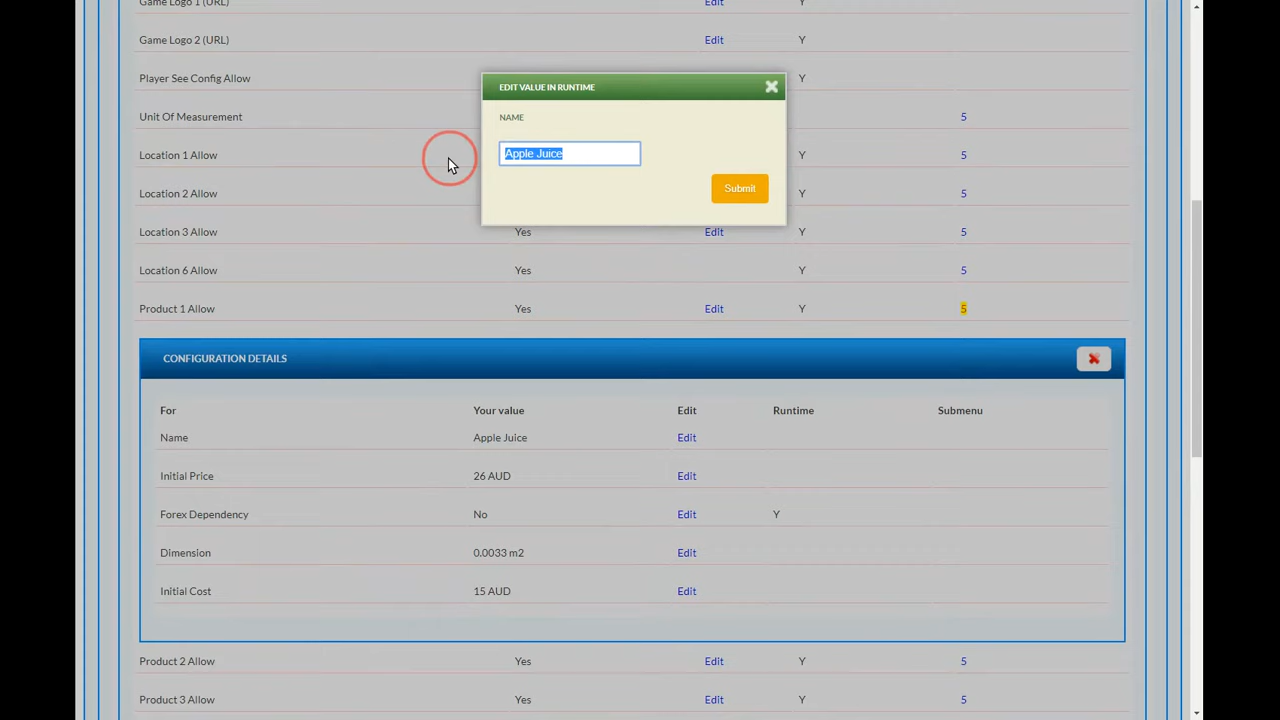 Game Logo 1 (URL) Edit Y
Game Logo 2 (URL) Edit Y
Player See Config Allow Y
EDIT VALUE IN RUNTIME
NAME
Unit Of Measurement 5
Apple Juice
Location 1 Allow Y 5
Submit
Location 2 Allow Y 5
Location 3 Allow Yes Edit Y 5
Location 6 Allow Yes Y 5
Product 1 Allow Yes Edit Y 5
CONFIGURATION DETAILS
For Your value Edit Runtime Submenu
Name Apple Juice Edit
Initial Price 26 AUD Edit
Forex Dependency No Edit Y
Dimension 0.0033 m2 Edit
Initial Cost 15 AUD Edit
Product 2 Allow Yes Edit Y 5
Product 3 Allow Yes Edit Y 5